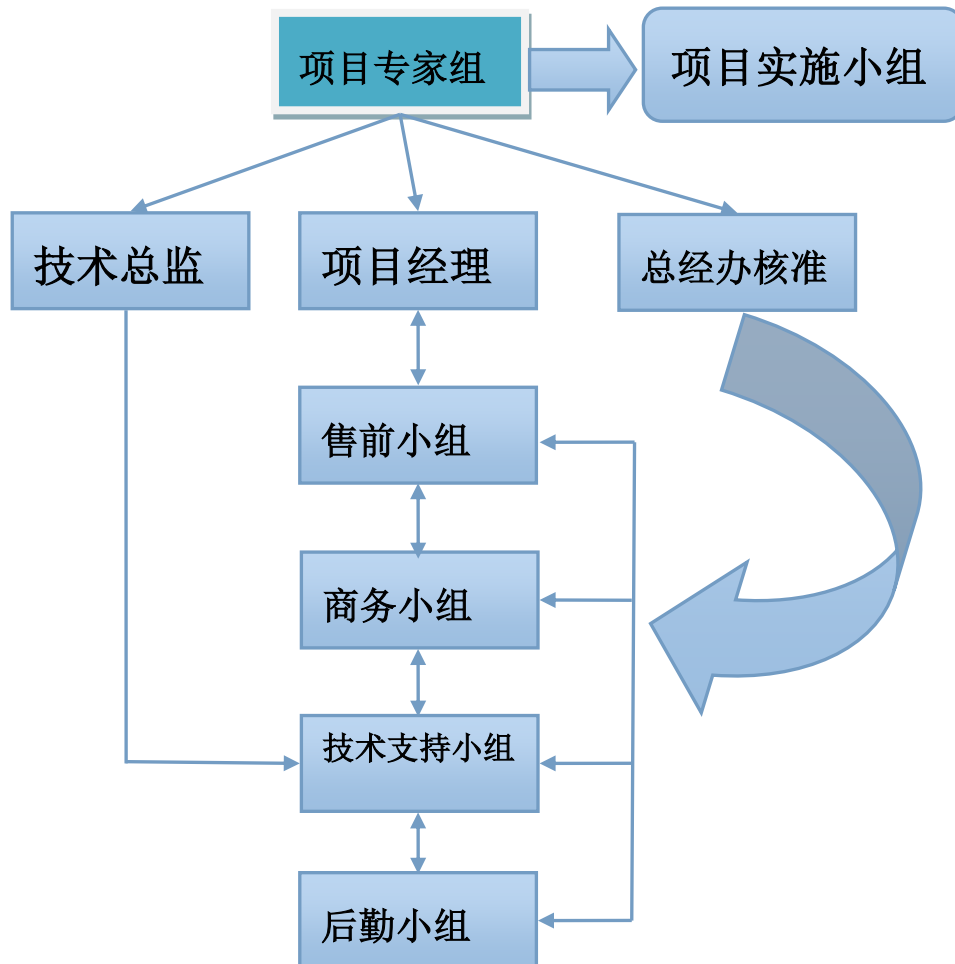 项目专家组
项目实施小组
技术总监
项目经理
总经办核准
售前小组
商务小组
技术支持小组
后勤小组